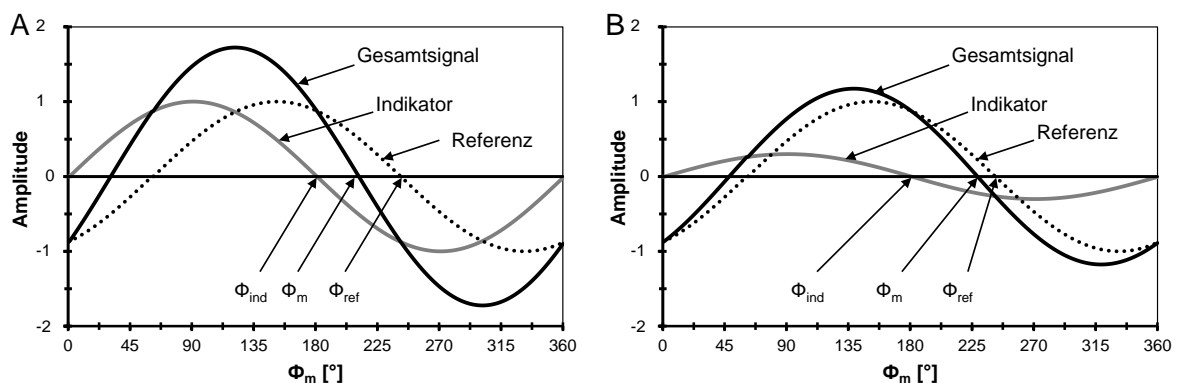 A
2
1
0
-1
-2
Amplitude
Gesamtsignal
Indikator
Referenz
Φind
Φm
Φref
0
45
90
135
180
225
270
315
360
Φm [°]
B
2
1
0
-1
-2
Amplitude
Gesamtsignal
Indikator
Referenz
Φind
Φm
Φref
0
45
90
135
180
225
270
315
360
Φm [°]